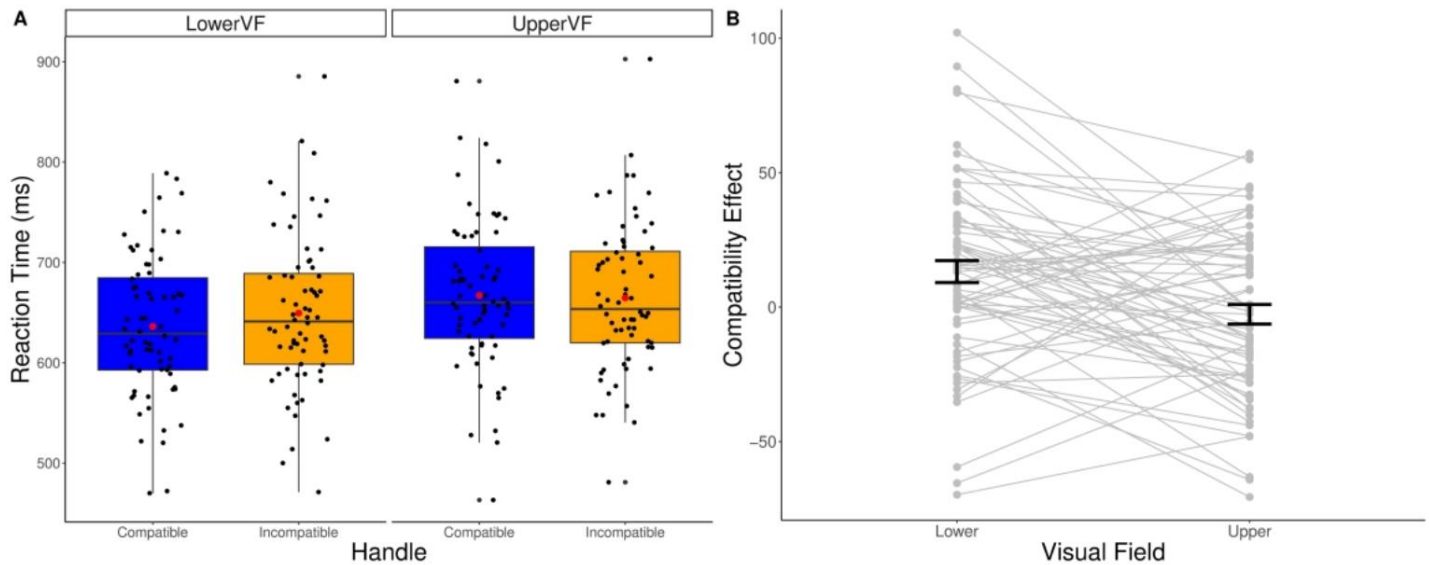 A
LowerVF
UpperVF
Reaction Time (ms)
900
800
700
600
500
Compatible
Incompatible
Compatible
Incompatible
Handle
B
Compatibility Effect
100
50
0
−50
Lower
Upper
Visual Field